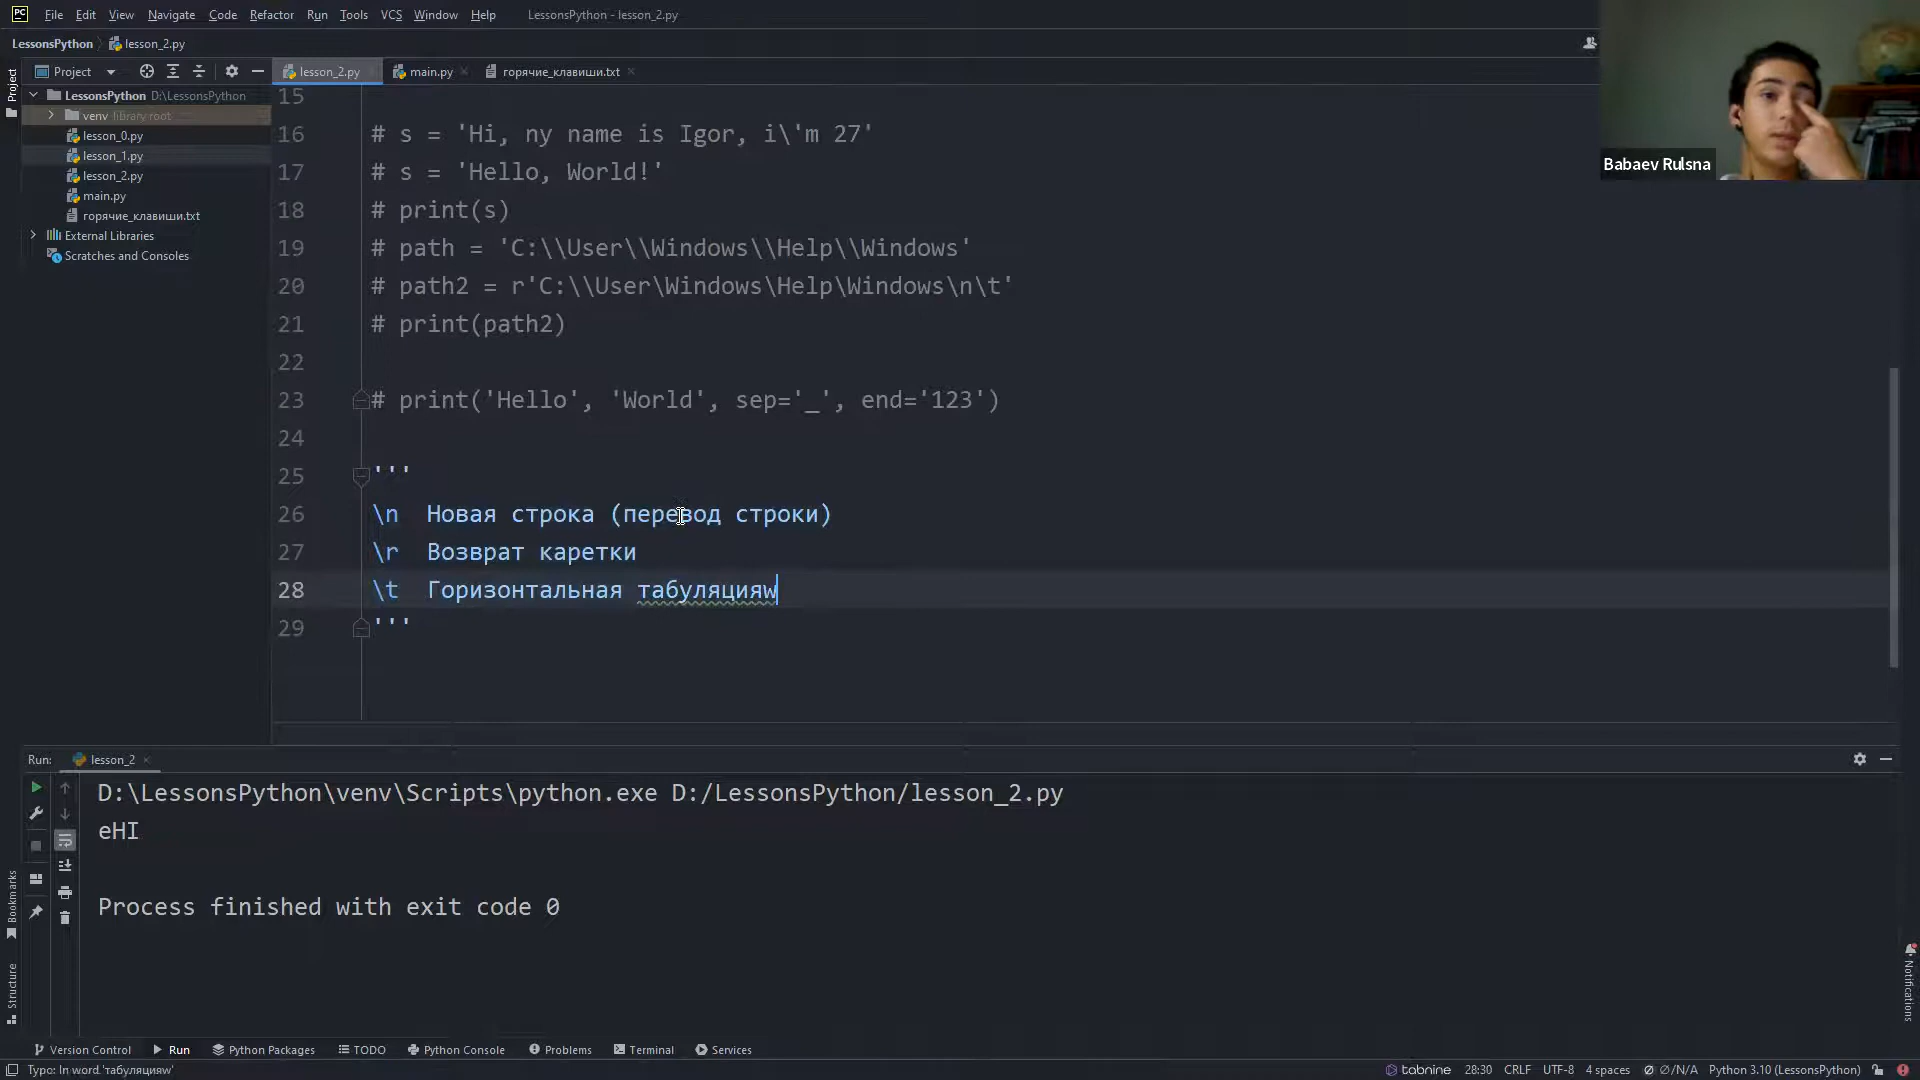 PC File Edit View Navigate Code Refactor Run Tools VCS Window Help LessonsPython - lesson_2.py
LessonsPython lesson_2.py
Project lesson_2.py main.py горячие_клавиши.txt
Project
LessonsPython D:\LessonsPython
venv library root
lesson_0.py
lesson_1.py
lesson_2.py
main.py
горячие_клавиши.txt
External Libraries
Scratches and Consoles
15
16 # s = 'Hi, ny name is Igor, i\'m 27'
17 # s = 'Hello, World!'
18 # print(s)
19 # path = 'C:\\User\\Windows\\Help\\Windows'
20 # path2 = r'C:\\User\Windows\Help\Windows\n\t'
21 # print(path2)
22
23 # print('Hello', 'World', sep='_', end='123')
24
25 '''
26 \n Новая строка (перевод строки)
27 \r Возврат каретки
28 \t Горизонтальная табуляцияw
29 '''
Babaev Rulsna
Run: lesson_2
D:\LessonsPython\venv\Scripts\python.exe D:/LessonsPython/lesson_2.py
eHI
Process finished with exit code 0
Bookmarks
Structure
Notifications
Version Control Run Python Packages TODO Python Console Problems Terminal Services
Typo: In word 'табуляцияw' tabnine 28:30 CRLF UTF-8 4 spaces Ø/N/A Python 3.10 (LessonsPython)